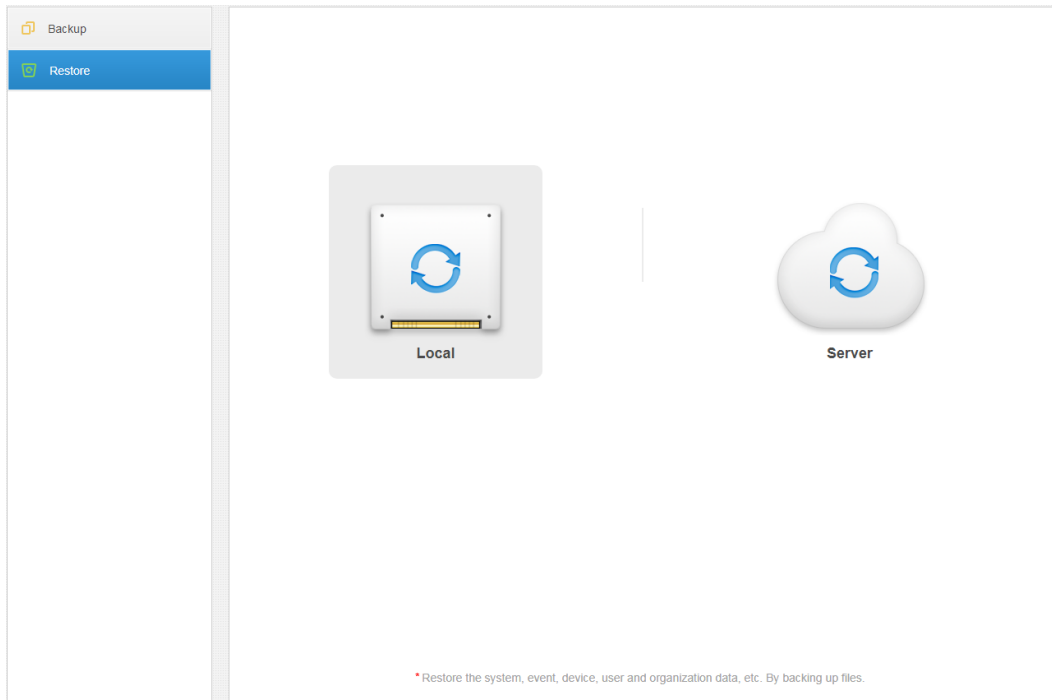 Backup
Restore
Local
Server
* Restore the system, event, device, user and organization data, etc. By backing up files.